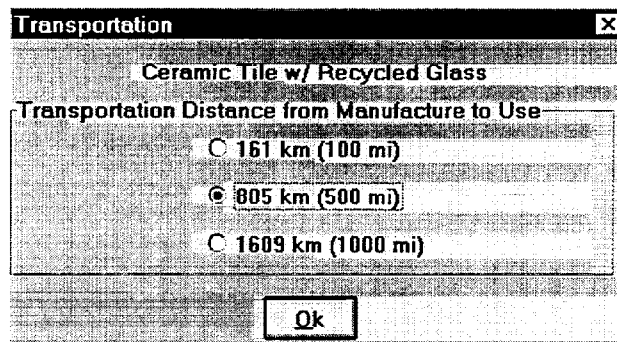 Transportation
Ceramic Tile w/ Recycled Glass
Transportation Distance from Manufacture to Use
161 km (100 mi)
805 km (500 mi)
1609 km (1000 mi)
Ok